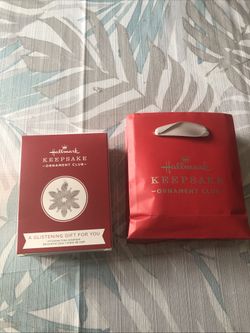 Hallmark
KEEPSAKE
ORNAMENT CLUB
A GLISTENING GIFT FOR YOU
Hallmark
KEEPSAKE
ORNAMENT CLUB